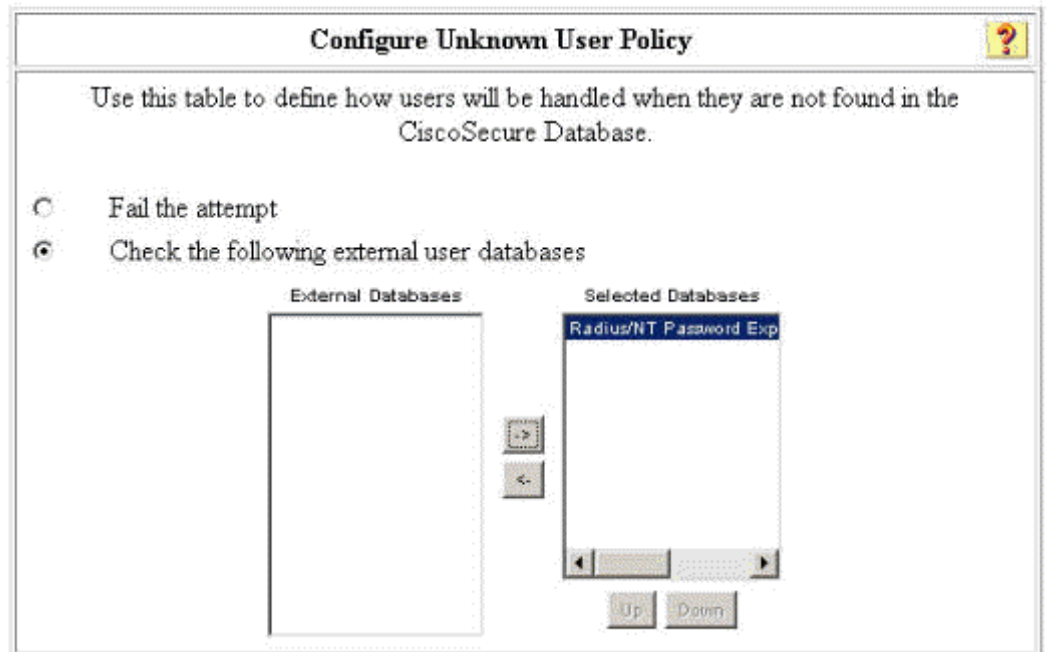 Configure Unknown User Policy
?
Use this table to define how users will be handled when they are not found in the
CiscoSecure Database.
Fail the attempt
Check the following external user databases
External Databases
Selected Databases
Radius/NT Password Exp
->
<-
Up
Down